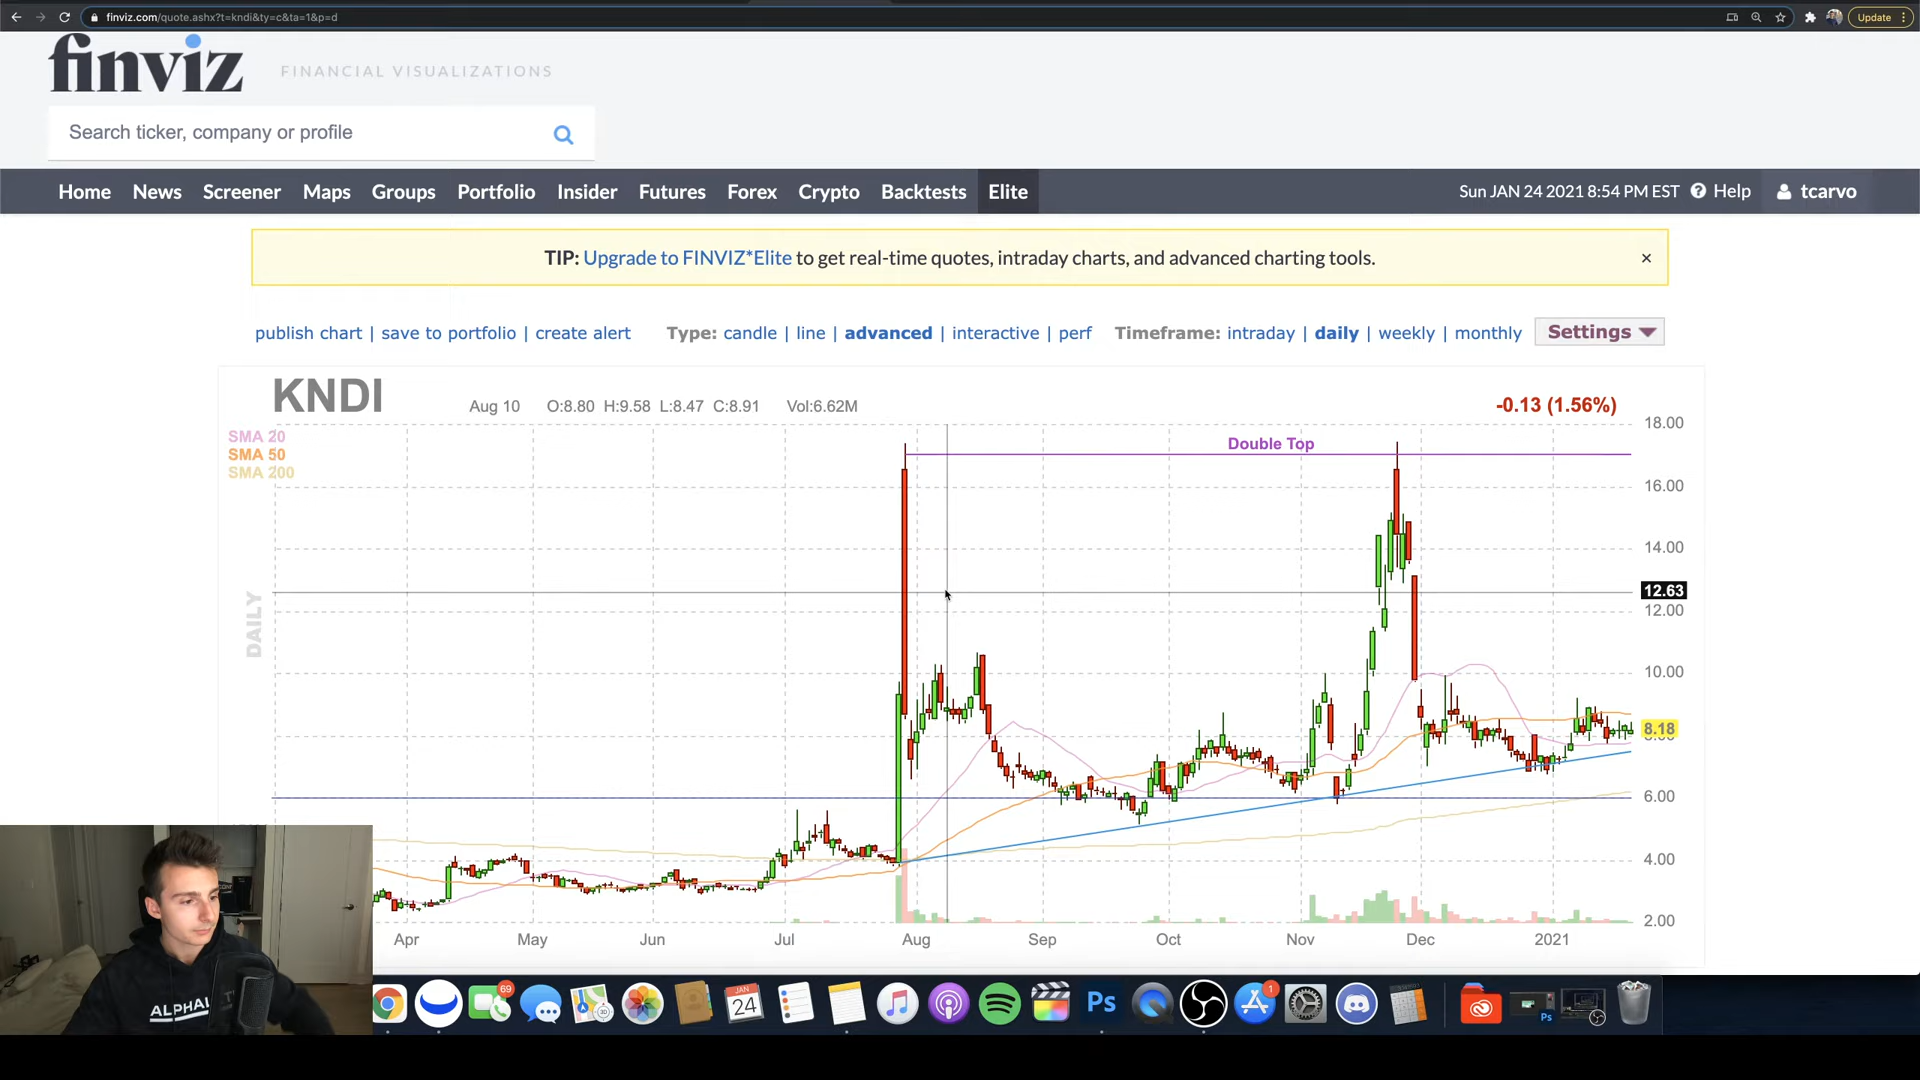 finviz.com/quote.ashx?t=kndi&ty=c&ta=1&p=d
Update
finviz
FINANCIAL VISUALIZATIONS
Search ticker, company or profile
Home News Screener Maps Groups Portfolio Insider Futures Forex Crypto Backtests Elite
Sun JAN 24 2021 8:54 PM EST Help tcarvo
TIP: Upgrade to FINVIZ*Elite to get real-time quotes, intraday charts, and advanced charting tools. ×
publish chart | save to portfolio | create alert Type: candle | line | advanced | interactive | perf Timeframe: intraday | daily | weekly | monthly Settings
KNDI
Aug 10 O:8.80 H:9.58 L:8.47 C:8.91 Vol:6.62M
-0.13 (1.56%)
SMA 20
SMA 50
SMA 200
Double Top
18.00
16.00
14.00
12.63
12.00
10.00
8.18
6.00
4.00
2.00
DAILY
Apr May Jun Jul Aug Sep Oct Nov Dec 2021
69
JAN
24
Ps
1
Ps
ALPHAL